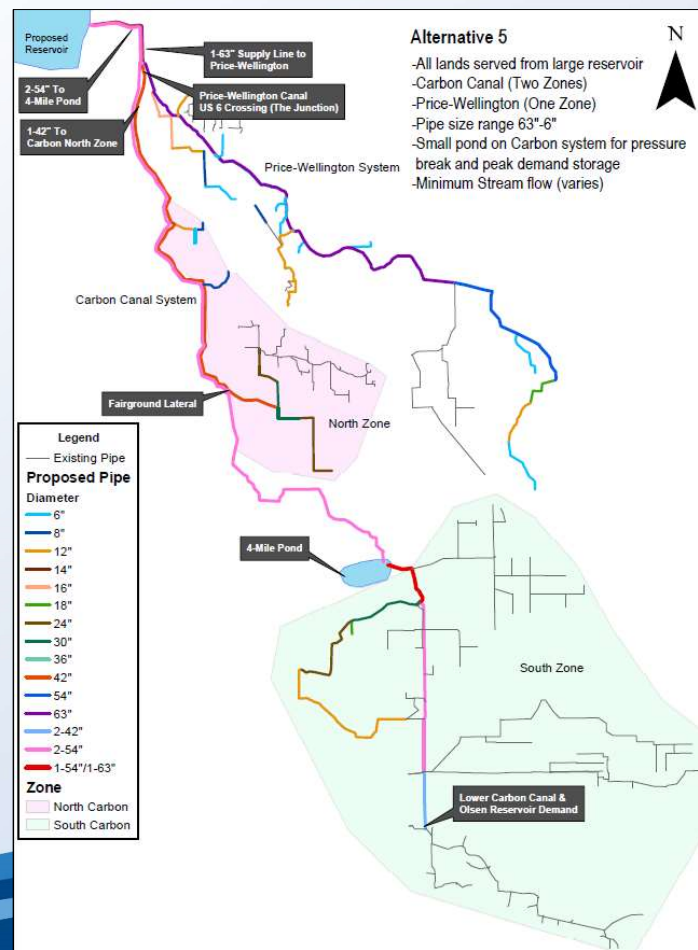 Proposed
Reservoir
1-63" Supply Line to
Price-Wellington
2-54" To
4-Mile Pond
Price-Wellington Canal
US 6 Crossing (The Junction)
1-42" To
Carbon North Zone
Alternative 5
-All lands served from large reservoir
-Carbon Canal (Two Zones)
-Price-Wellington (One Zone)
-Pipe size range 63"-6"
-Small pond on Carbon system for pressure
break and peak demand storage
-Minimum Stream flow (varies)
N
Price-Wellington System
Carbon Canal System
Fairground Lateral
North Zone
Legend
Existing Pipe
Proposed Pipe
Diameter
6"
8"
12"
14"
16"
18"
24"
30"
36"
42"
54"
63"
2-42"
2-54"
1-54"/1-63"
Zone
North Carbon
South Carbon
4-Mile Pond
South Zone
Lower Carbon Canal &
Olsen Reservoir Demand